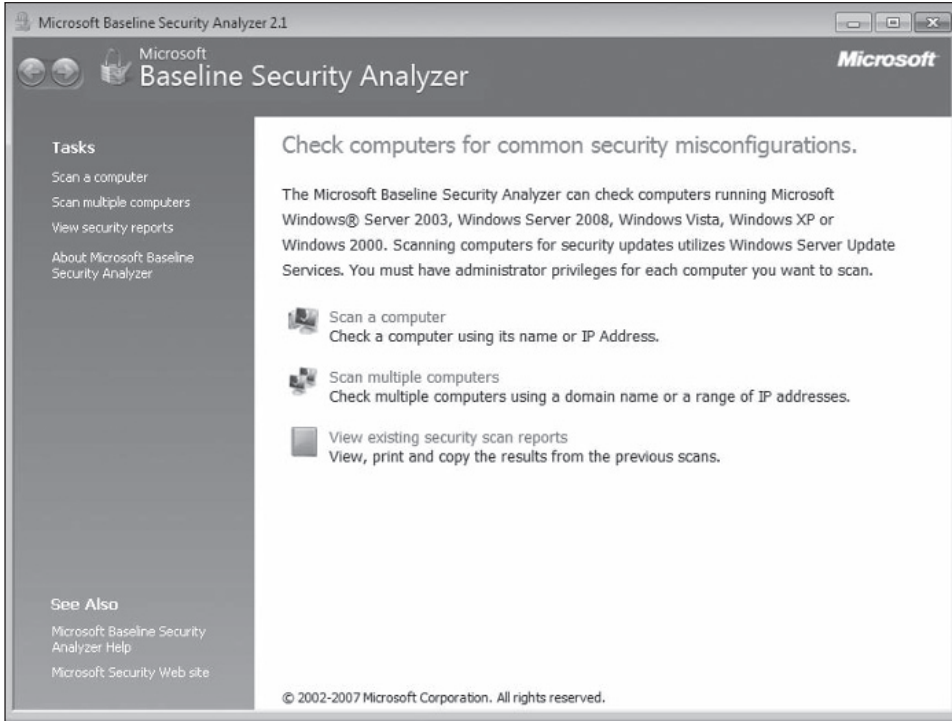 Microsoft Baseline Security Analyzer 2.1
Microsoft
Baseline Security Analyzer
Microsoft
Tasks
Scan a computer
Scan multiple computers
View security reports
About Microsoft Baseline
Security Analyzer
See Also
Microsoft Baseline Security
Analyzer Help
Microsoft Security Web site
Check computers for common security misconfigurations.
The Microsoft Baseline Security Analyzer can check computers running Microsoft
Windows® Server 2003, Windows Server 2008, Windows Vista, Windows XP or
Windows 2000. Scanning computers for security updates utilizes Windows Server Update
Services. You must have administrator privileges for each computer you want to scan.
Scan a computer
Check a computer using its name or IP Address.
Scan multiple computers
Check multiple computers using a domain name or a range of IP addresses.
View existing security scan reports
View, print and copy the results from the previous scans.
© 2002-2007 Microsoft Corporation. All rights reserved.